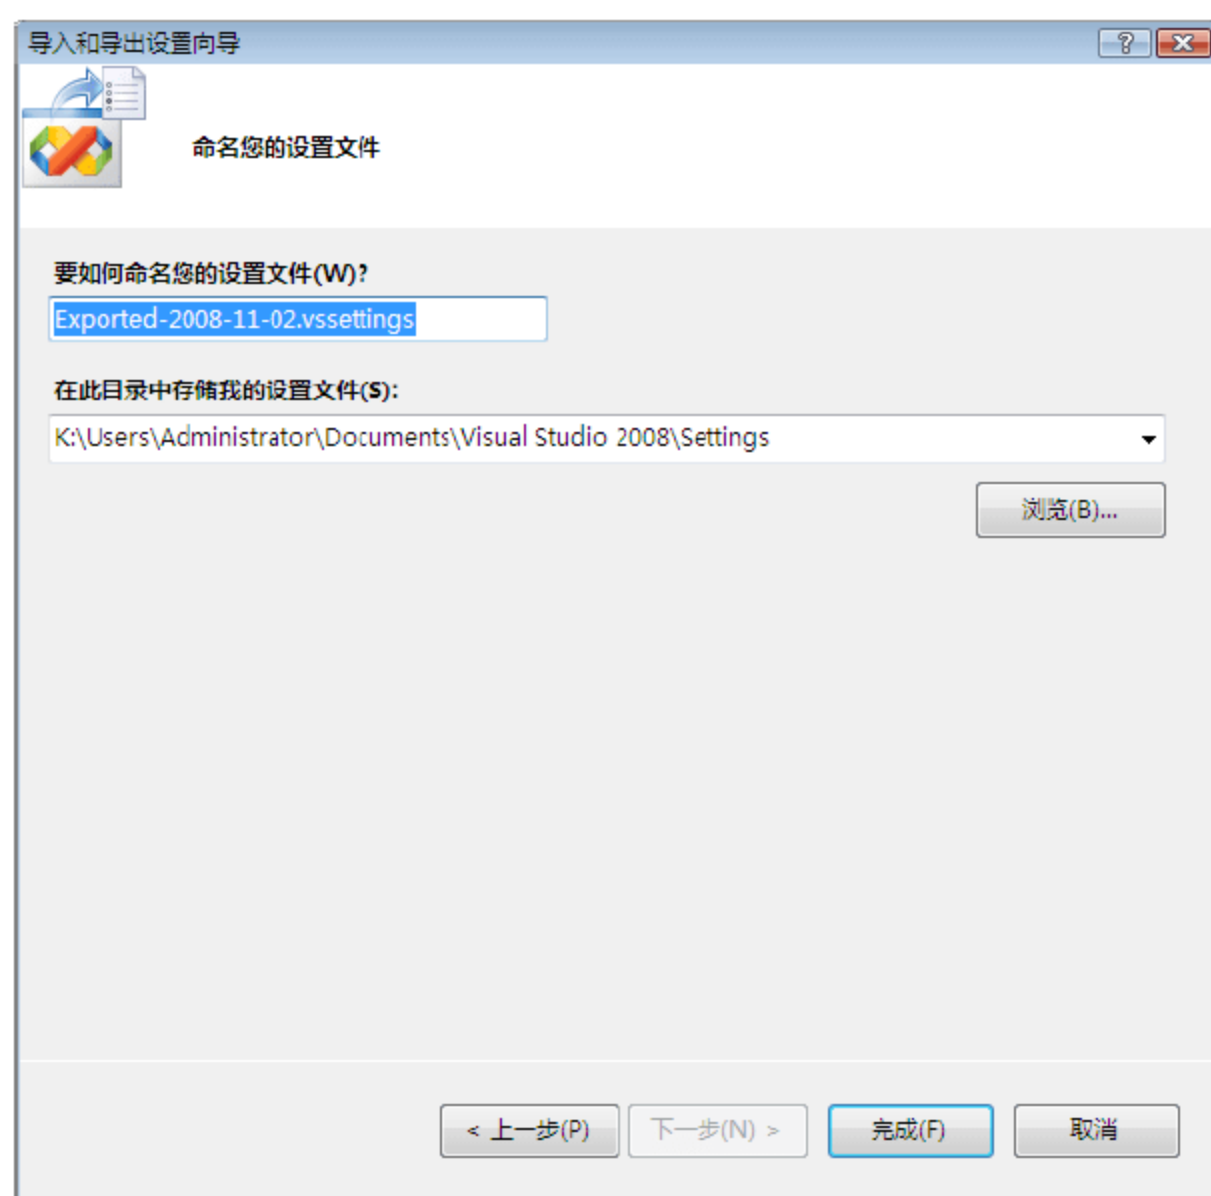 导入和导出设置向导
命名您的设置文件
要如何命名您的设置文件(W)?
Exported-2008-11-02.vssettings
在此目录中存储我的设置文件(S):
K:\Users\Administrator\Documents\Visual Studio 2008\Settings
浏览(B)...
< 上一步(P)
下一步(N) >
完成(F)
取消